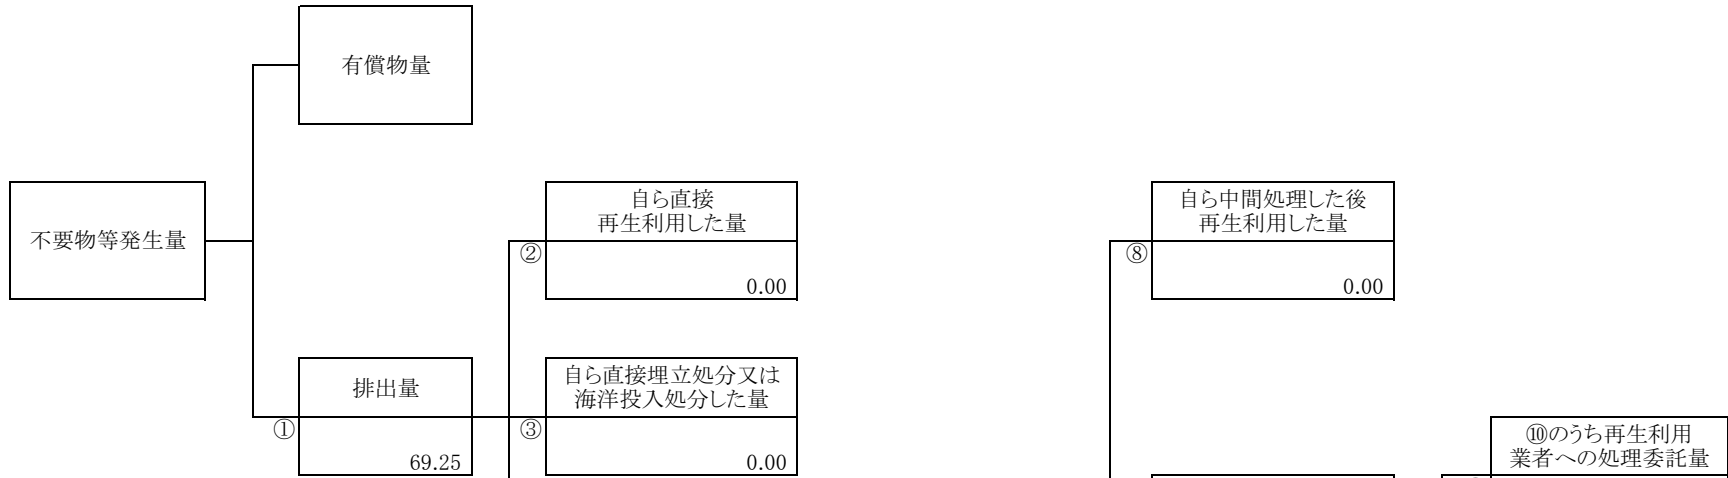 有償物量
不要物等発生量
自ら直接
再生利用した量
②
0.00
自ら中間処理した後
再生利用した量
⑧
0.00
排出量
①
69.25
自ら直接埋立処分又は
海洋投入処分した量
③
0.00
⑩のうち再生利用
業者への処理委託量